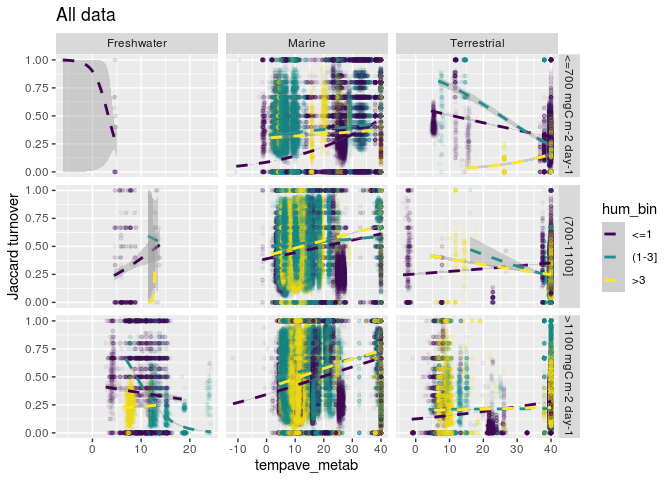 All data
Freshwater Marine Terrestrial
1.00
0.75
0.50
0.25
0.00
<=700 mgC m-2 day-1
1.00
0.75
0.50
0.25
0.00
(700-1100]
1.00
0.75
0.50
0.25
0.00
>1100 mgC m-2 day-1
Jaccard turnover
0 10 20 -10 0 10 20 30 40 0 10 20 30 40
tempave_metab
hum_bin
<=1
(1-3]
>3